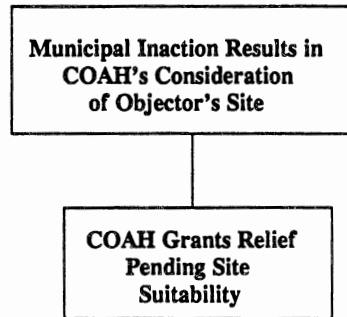 Municipal Inaction Results in
COAH's Consideration
of Objector's Site
COAH Grants Relief
Pending Site
Suitability